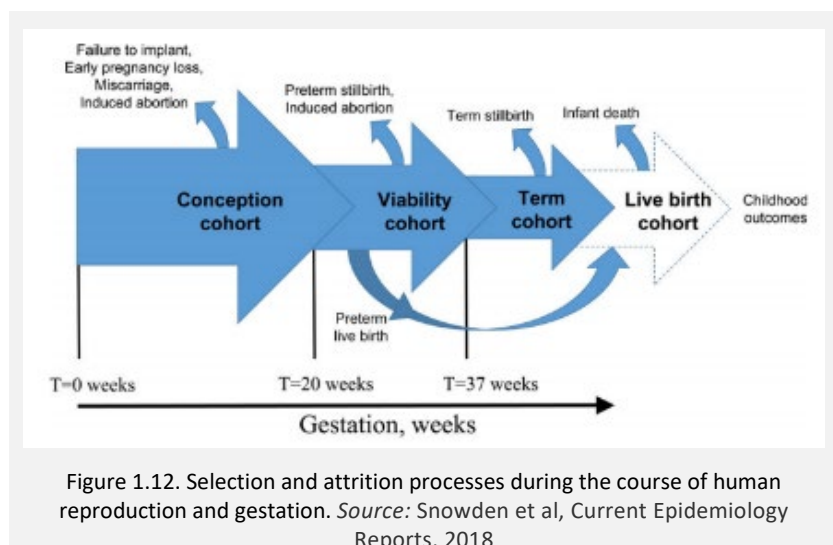 Failure to implant,
Early pregnancy loss,
Miscarriage,
Induced abortion
Preterm stillbirth,
Induced abortion
Term stillbirth
Infant death
Conception
cohort
Viability
cohort
Term
cohort
Live birth
cohort
Childhood
outcomes
Preterm
live birth
T=0 weeks
T=20 weeks
T=37 weeks
Gestation, weeks
Figure 1.12. Selection and attrition processes during the course of human
reproduction and gestation. Source: Snowden et al, Current Epidemiology
Reports, 2018